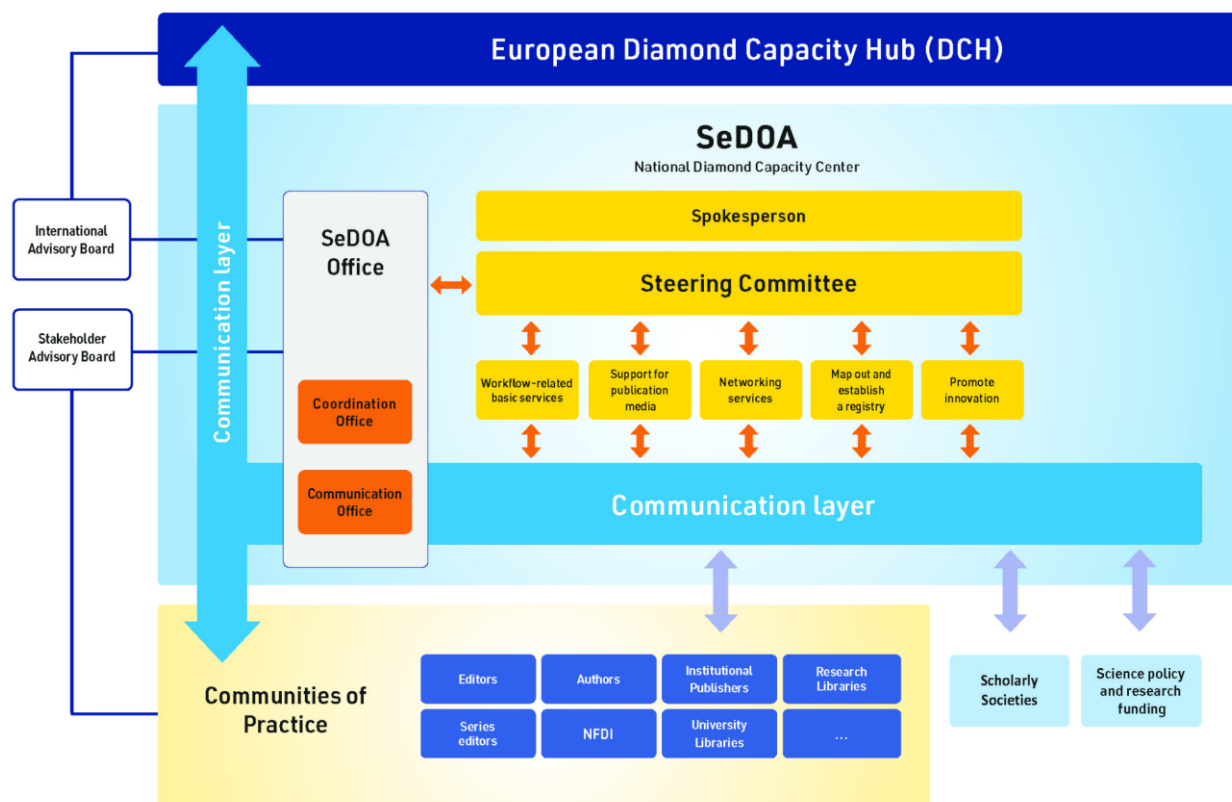 European Diamond Capacity Hub (DCH)
SeDOA
National Diamond Capacity Center
International
Advisory Board
Stakeholder
Advisory Board
Communication layer
SeDOA
Office
Coordination
Office
Communication
Office
Spokesperson
Steering Committee
Workflow-related
basic services
Support for
publication
media
Networking
services
Map out and
establish
a registry
Promote
innovation
Communication layer
Communities of
Practice
Editors
Authors
Institutional
Publishers
Research
Libraries
Series
editors
NFDI
University
Libraries
...
Scholarly
Societies
Science policy
and research
funding